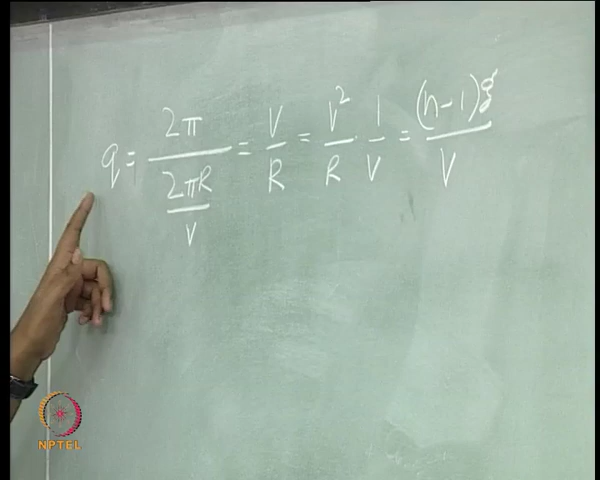 q = 2π / (2πR / V) = V / R = V² / R · 1 / V = (n-1)g / V
NPTEL